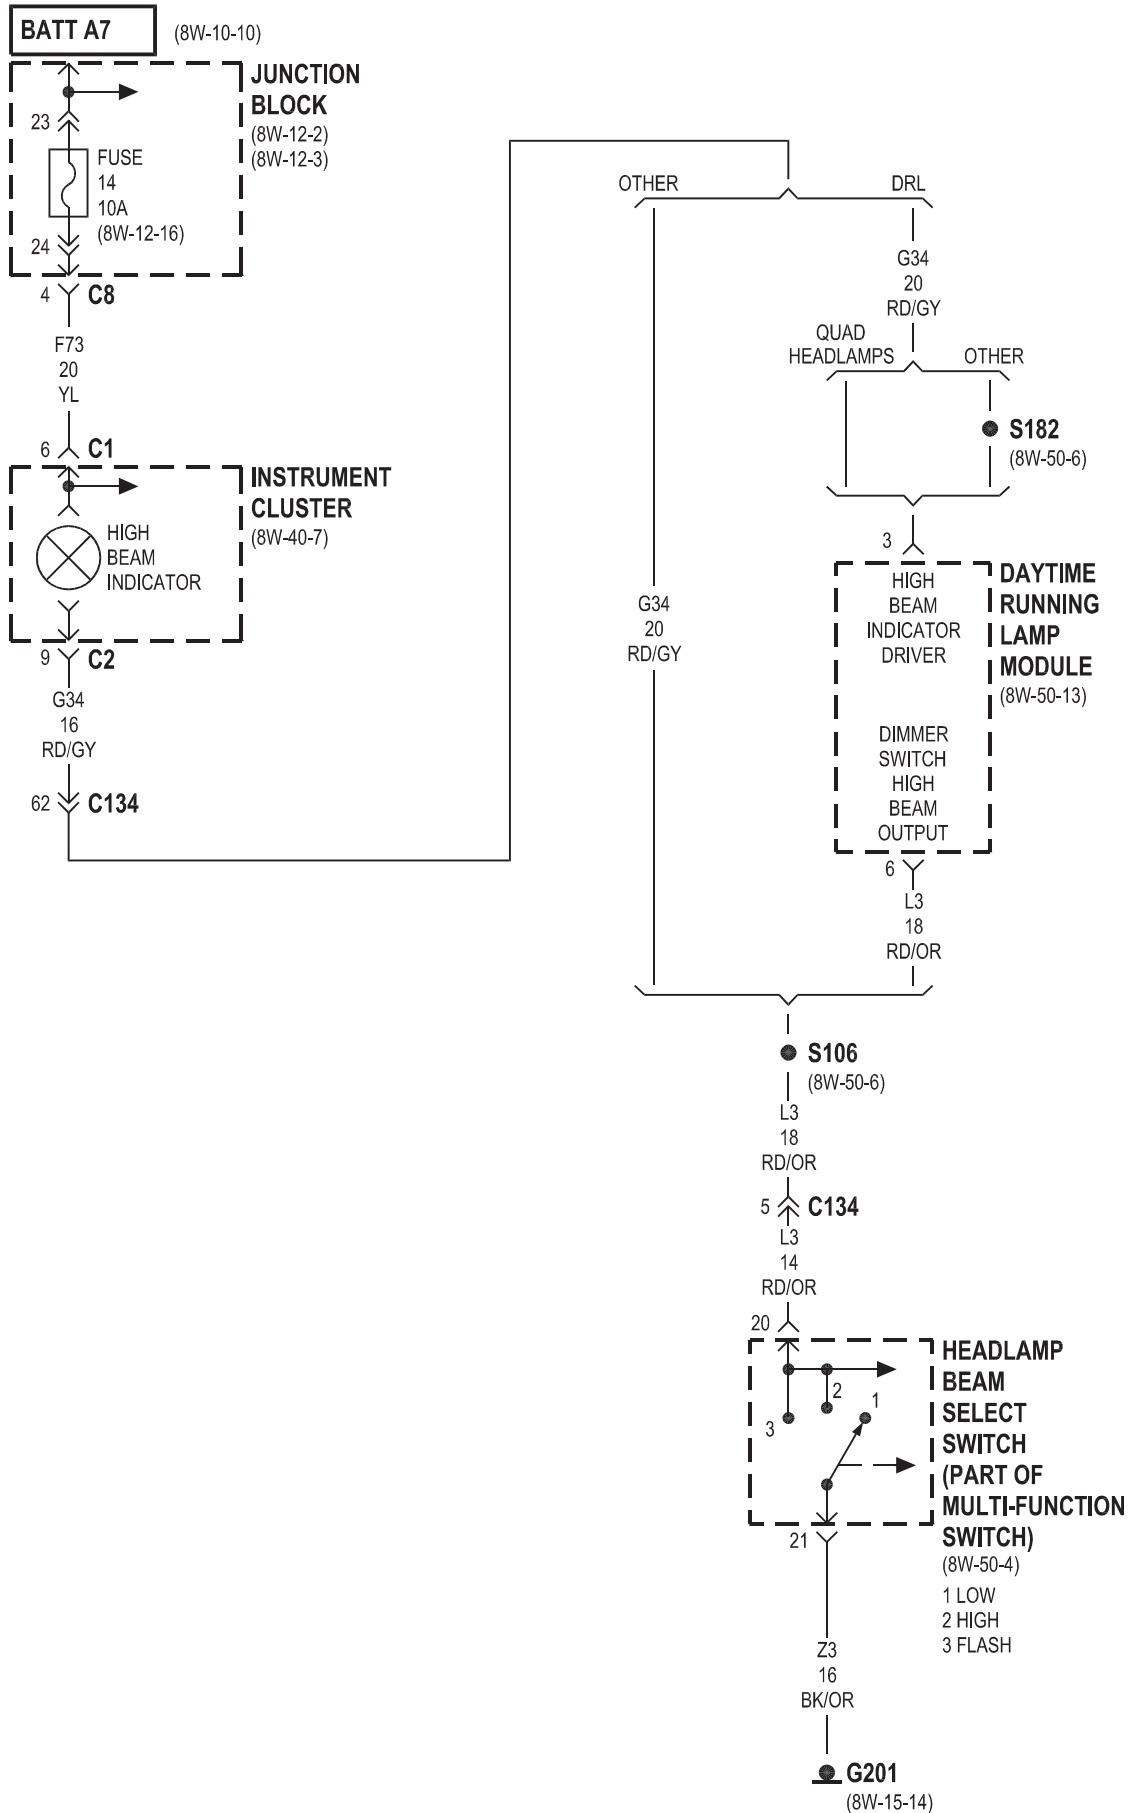 BATT A7 (8W-10-10)
JUNCTION
BLOCK
(8W-12-2)
(8W-12-3)
23
FUSE
14
10A
(8W-12-16)
24
4 C8
F73
20
YL
6 C1
INSTRUMENT
CLUSTER
(8W-40-7)
HIGH
BEAM
INDICATOR
9 C2
G34
16
RD/GY
62 C134
OTHER DRL
G34
20
RD/GY
G34
20
RD/GY
QUAD
HEADLAMPS
OTHER
S182
(8W-50-6)
3
DAYTIME
RUNNING
LAMP
MODULE
(8W-50-13)
HIGH
BEAM
INDICATOR
DRIVER
DIMMER
SWITCH
HIGH
BEAM
OUTPUT
6
L3
18
RD/OR
S106
(8W-50-6)
L3
18
RD/OR
5 C134
L3
14
RD/OR
20
HEADLAMP
BEAM
SELECT
SWITCH
(PART OF
MULTI-FUNCTION
SWITCH)
(8W-50-4)
1 LOW
2 HIGH
3 FLASH
2
1
3
21
Z3
16
BK/OR
G201
(8W-15-14)